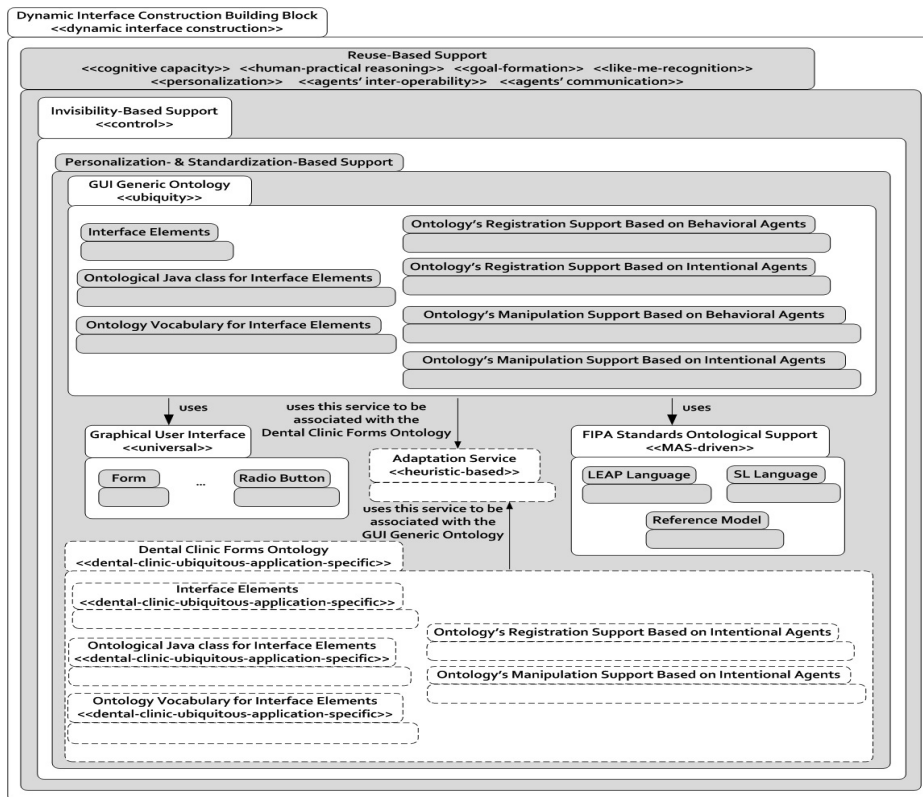 Dynamic Interface Construction Building Block
<<dynamic interface construction>>
Reuse-Based Support
<<cognitive capacity>> <<human-practical reasoning>> <<goal-formation>> <<like-me-recognition>>
<<personalization>> <<agents' inter-operability>> <<agents' communication>>
Invisibility-Based Support
<<control>>
Personalization- & Standardization-Based Support
GUI Generic Ontology
<<ubiquity>>
Interface Elements
Ontological Java class for Interface Elements
Ontology Vocabulary for Interface Elements
Ontology's Registration Support Based on Behavioral Agents
Ontology's Registration Support Based on Intentional Agents
Ontology's Manipulation Support Based on Behavioral Agents
Ontology's Manipulation Support Based on Intentional Agents
uses
uses this service to be
associated with the
Dental Clinic Forms Ontology
uses
Graphical User Interface
<<universal>>
Form
...
Radio Button
Adaptation Service
<<heuristic-based>>
FIPA Standards Ontological Support
<<MAS-driven>>
LEAP Language
SL Language
Reference Model
uses this service to be
associated with the
GUI Generic Ontology
Dental Clinic Forms Ontology
<<dental-clinic-ubiquitous-application-specific>>
Interface Elements
<<dental-clinic-ubiquitous-application-specific>>
Ontological Java class for Interface Elements
<<dental-clinic-ubiquitous-application-specific>>
Ontology Vocabulary for Interface Elements
<<dental-clinic-ubiquitous-application-specific>>
Ontology's Registration Support Based on Intentional Agents
Ontology's Manipulation Support Based on Intentional Agents